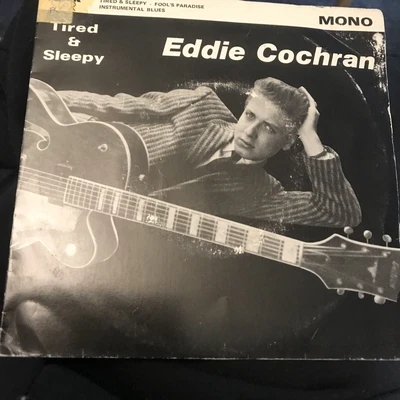 TIRED & SLEEPY .. FOOL'S PARADISE
INSTRUMENTAL BLUES
MONO
Tired
&
Sleepy
Eddie Cochran